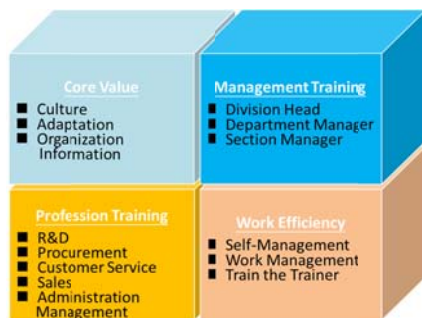 Core Value
■ Culture
■ Adaptation
■ Organization
Information
Management Training
■ Division Head
■ Department Manager
■ Section Manager
Profession Training
■ R&D
■ Procurement
■ Customer Service
■ Sales
■ Administration
Management
Work Efficiency
■ Self-Management
■ Work Management
■ Train the Trainer